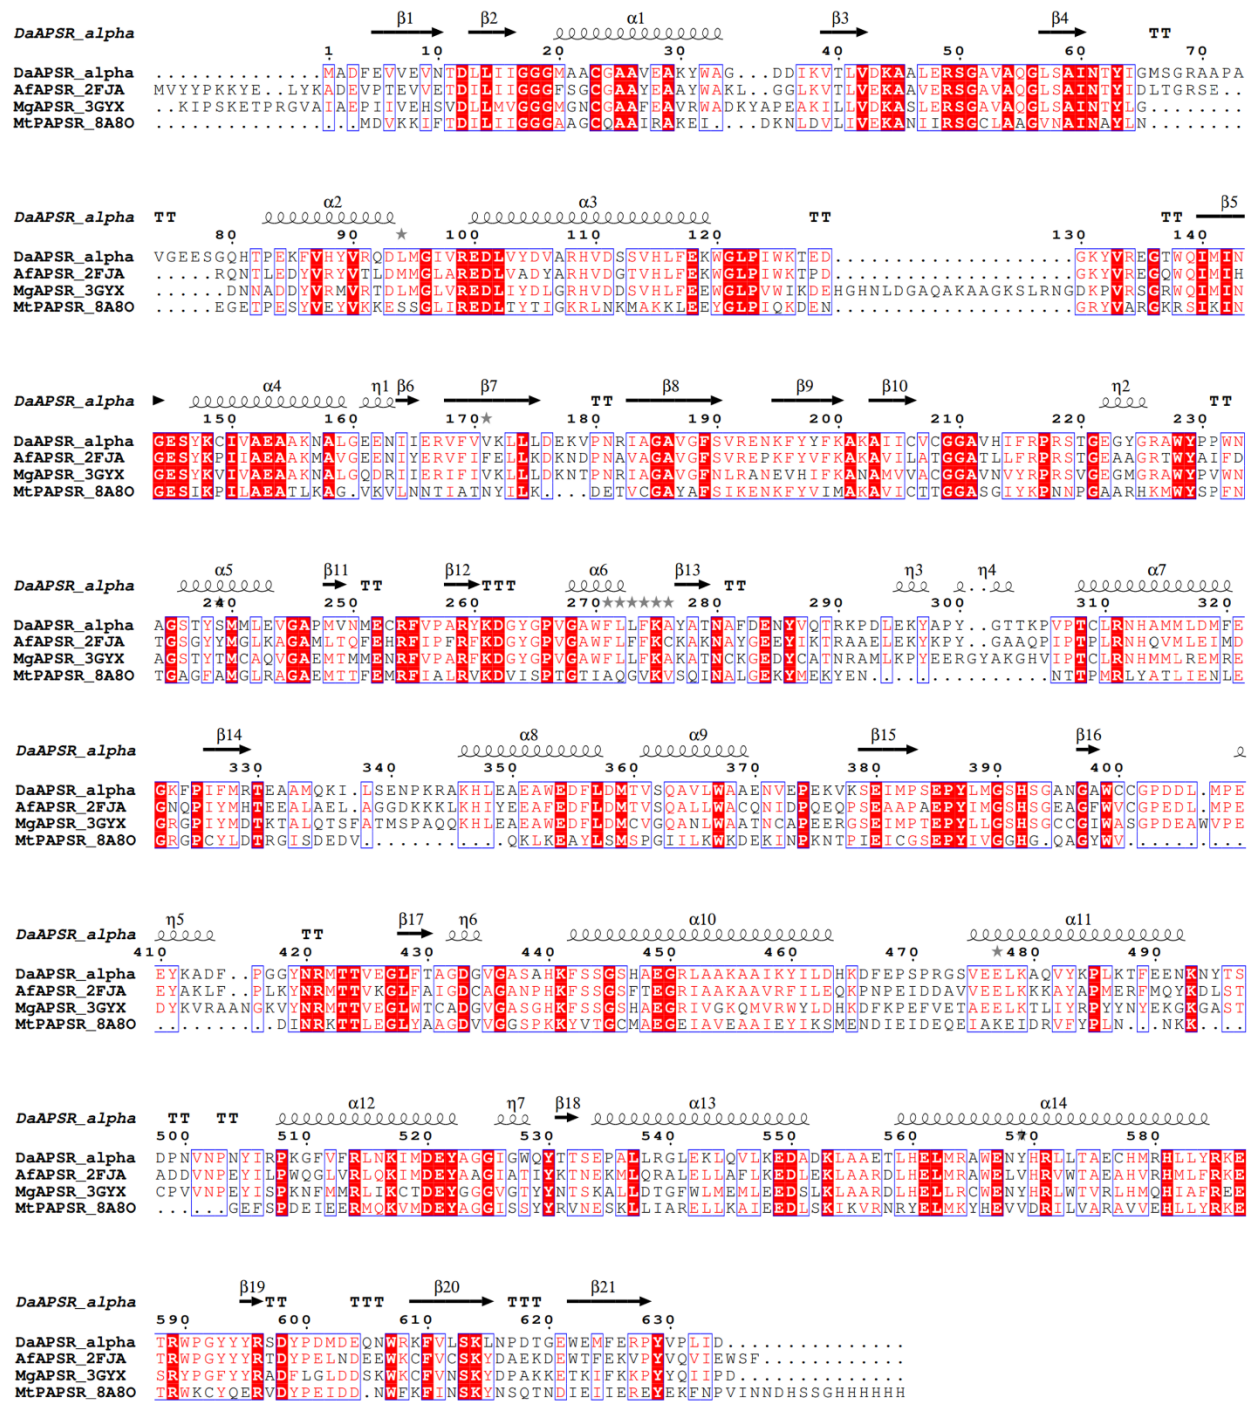 DaAPSR_alpha β1 β2 α1 β3 β4 TT
1 10 20 30 40 50 60 70
DaAPSR_alpha ..............MADFEVVEVNTDLLIIGGGMAACGAAVEAKYWAG...DDIKVTLVDKAALERSGAVAQGLSAINTYIGMSGRAAPA
AfAPSR_2FJA MVYYPKKYE...LYKADEVPTEVVETDILIIGGGFSGCGAAYEAAYWAKL..GGLKVTLVEKAAVERSGAVAQGLSAINTYIDLTGRSE..
MgAPSR_3GYX ..KIPSKETPRGVAIAEPIIVEHSVDLLMVGGGMGNCGAAFEAVRWADKYAPEAKILLVDKASLERSGAVAQGLSAINTYLG........
MtPAPSR_8A8O .................MDVKKIFTDILIIGGGAAGCQAAIRAKEI...DKNLDVLIVEKANIIRSGCLAAGVNAINAYLN........
DaAPSR_alpha TT α2 α3 TT TT β5
80 90 100 110 120 130 140
DaAPSR_alpha VGEESGQHTPEKFVHYVRQDLMGIVREDLVYDVARHVDSSVHLFEKWGLPIWKTED....................GKYVREGTWQIMIN
AfAPSR_2FJA ......RQNTLEDYVRYVTLDMMGLAREDLVADYARHVDGTVHLFEKWGLPIWKTPD....................GKYVREGQWQIMIH
MgAPSR_3GYX ......DNNADDYVRMVRTDLMGLVREDLIYDLGRHVDDSVHLFEEWGLPVWIKDEHGHNLDGAQAKAAGKSLRNGDKPVRSGRWQIMIN
MtPAPSR_8A8O ......EGETPESYVEYVKKESSGLIREDLTYTIGKRLNKMAKKLEEYGLPIQKDEN....................GRYVARGKRSIKIN
DaAPSR_alpha α4 η1 β6 β7 TT β8 β9 β10 η2 TT
150 160 170 180 190 200 210 220 230
DaAPSR_alpha GESYKCIVAEAAKNALGEENIIERVFVVKLLLDEKVPNRIAGAVGFSVRENKFYYFKAKAIICVCGGAVHIFRPRSTGEGYGRAWYPPWN
AfAPSR_2FJA GESYKPIIAEAAKMAVGEENIYERVFIFELLKDKNDPNAVAGAVGFSVREPKFYVFKAKAVILATGGATLLFRPRSTGEAAGRTWYAIFD
MgAPSR_3GYX GESYKVIVAEAAKNALGQDRIIERIFIVKLLLDKNTPNRIAGAVGFNLRANEVHIFKANAMVVACGGAVNVYRPRSVGEGMGRAWYPVWN
MtPAPSR_8A8O GESIKPILAEATLKAG.VKVLNNTIATNYILK...DETVCGAYAFSIKENKFYVIMAKAVICTTGGASGIYKPNNPGAARHKMWYSPFN
DaAPSR_alpha α5 β11 TT β12 TTT α6 β13 TT η3 η4 α7
240 250 260 270 280 290 300 310 320
DaAPSR_alpha AGSTYSMMLEVGAPMVNMECRFVPARYKDGYGPVGAWFLLFKAYATNAFDENYVQTRKPDLEKYAPY..GTTKPVPTCLRNHAMMLDMFE
AfAPSR_2FJA TGSGYYMGLKAGAMLTQFEHRFIPFRFKDGYGPVGAWFLFFKCKAKNAYGEEYIKTRAAELEKYKPY..GAAQPIPTPLRNHQVMLEIMD
MgAPSR_3GYX AGSTYTMCAQVGAEMTMMENRFVPARFKDGYGPVGAWFLLFKAKATNCKGEDYCATNRAMLKPYEERGYAKGHVIPTCLRNHMMLREMRE
MtPAPSR_8A8O TGAGFAMGLRAGAEMTTFEMRFIALRVKDVISPTGTIAQGVKVSQINALGEKYMEKYEN.............NTTPMRLYATLIENLE
DaAPSR_alpha β14 α8 α9 β15 β16
330 340 350 360 370 380 390 400
DaAPSR_alpha GKFPIFMRTEAAMQKI.LSENPKRAKHLEAEAWEDFLDMTVSQAVLWAAENVEPEKVKSEIMPSEPYLMGSHSGANGAWCCGPDDL.MPE
AfAPSR_2FJA GNQPIYMHTEEALAEL.AGGDKKKLKHIYEEAFEDFLDMTVSQALLWACQNIDPQEQPSEAAPAEPYIMGSHSGEAGFWVCGPEDL.MPE
MgAPSR_3GYX GRGPIYMDTKTALQTSFATMSPAQQKHLEAEAWEDFLDMCVGQANLWAATNCAPEERGSEIMPTEPYLLGSHSGCCGIWASGPDEAWVPE
MtPAPSR_8A8O GRGPCYLDTRGISDEDV...........QKLKEAYLSMSPGIILKWKDEKINPKNTPIEICGSEPYIVGGHG.QAGYWV........
DaAPSR_alpha η5 TT β17 η6 α10 α11
410 420 430 440 450 460 470 480 490
DaAPSR_alpha EYKADF..PGGYNRMTTVEGLFTAGDGVGASAHKFSSGSHAEGRLAAKAAIKYILDHKDFEPSPRGSVEELKAQVYKPLKTFEENKNYTS
AfAPSR_2FJA EYAKLF..PLKYNRMTTVKGLFAIGDCAGANPHKFSSGSFTEGRIAAKAAVRFILEQKPNPEIDDAVVEELKKKAYAPMERFMQYKDLST
MgAPSR_3GYX DYKVRAANGKVYNRMTTVEGLWTCADGVGASGHKFSSGSHAEGRIVGKQMVRWYLDHKDFKPEFVETAEELKTLIYRPYYNYEKGKGAST
MtPAPSR_8A8O ..........DINRKTTLEGLYAAGDVVGGSPKKYVTGCMAEGEIAVEAAIEYIKSMENDIEIDEQEIAKEIDRVFYPLN..NKK....
DaAPSR_alpha TT TT α12 η7 β18 α13 α14
500 510 520 530 540 550 560 570 580
DaAPSR_alpha DPNVNPNYIRPKGFVFRLNKIMDEYAGGIGWQYTTSEPALLRGLEKLQVLKEDADKLAAETLHELMRAWENYHRLLTAECHMRHLLYRKE
AfAPSR_2FJA ADDVNPEYILPWQGLVRLQKIMDEYAAGIATIYKTNEKMLQRALELLAFLKEDLEKLAARDLHELMRAWELVHRVWTAEAHVRHMLFRKE
MgAPSR_3GYX CPVVNPEYISPKNFMMRLIKCTDEYGGGVGTYYNTSKALLDTGFWLMEMLEEDSLKLAARDLHELLRCWENYHRLWTVRLHMQHIAFREE
MtPAPSR_8A8O ......GEFSPDEIEERMQKVMDEYAGGISSYYRVNESKLLIARELLKAIEEDLSKIKVRNRYELMKYHEVVDRILVARAVVEHLLYRKE
DaAPSR_alpha β19 TT TTT β20 TTT β21
590 600 610 620 630
DaAPSR_alpha TRWPGYYYRSDYPDMDEQNWRKFVLSKLNPDTGEWEMFERPYVPLID..............
AfAPSR_2FJA TRWPGYYYRTDYPELNDEEWKCFVCSKYDAEKDEWTFEKVPYVQVIEWSF............
MgAPSR_3GYX SRYPGFYYRADFLGLDDSKWKCFVNSKYDPAKKETKIFKKPYYQIIPD..............
MtPAPSR_8A8O TRWKCYQERVDYPEIDD.NWFKFINSKYNSQTNDIEIIEREYEKFNPVINNDHSSGHHHHHH